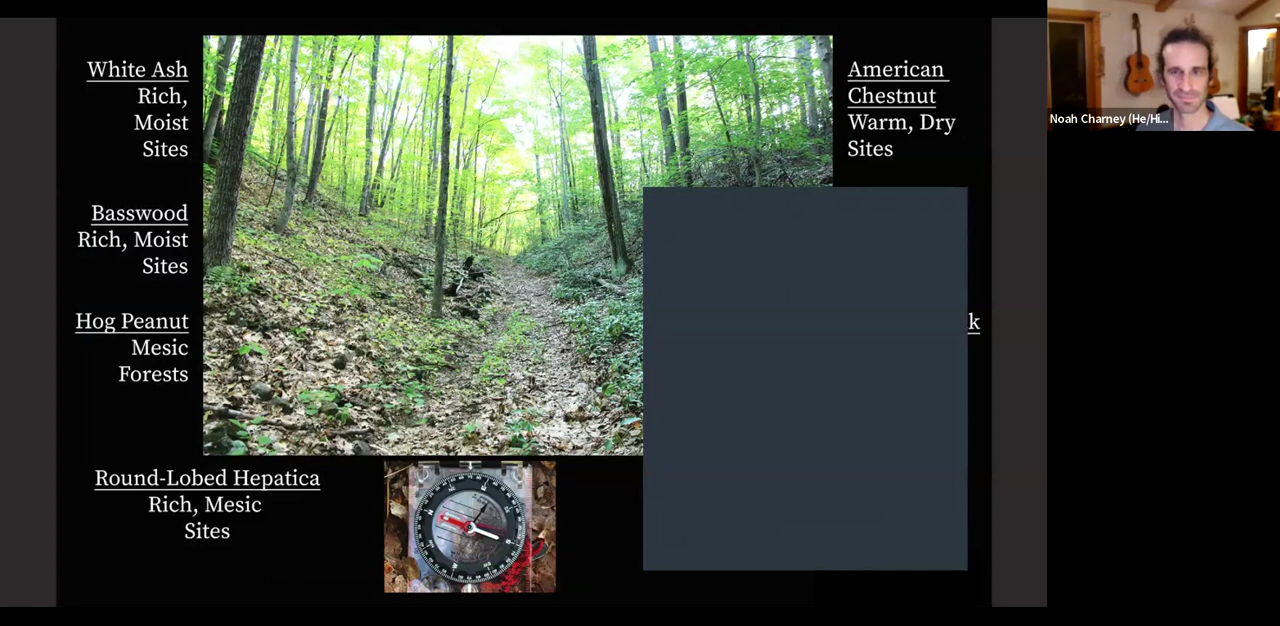 White Ash
Rich,
Moist
Sites
Basswood
Rich, Moist
Sites
Hog Peanut
Mesic
Forests
Round-Lobed Hepatica
Rich, Mesic
Sites
American
Chestnut
Warm, Dry
Sites
k
Noah Charney (He/Hi...